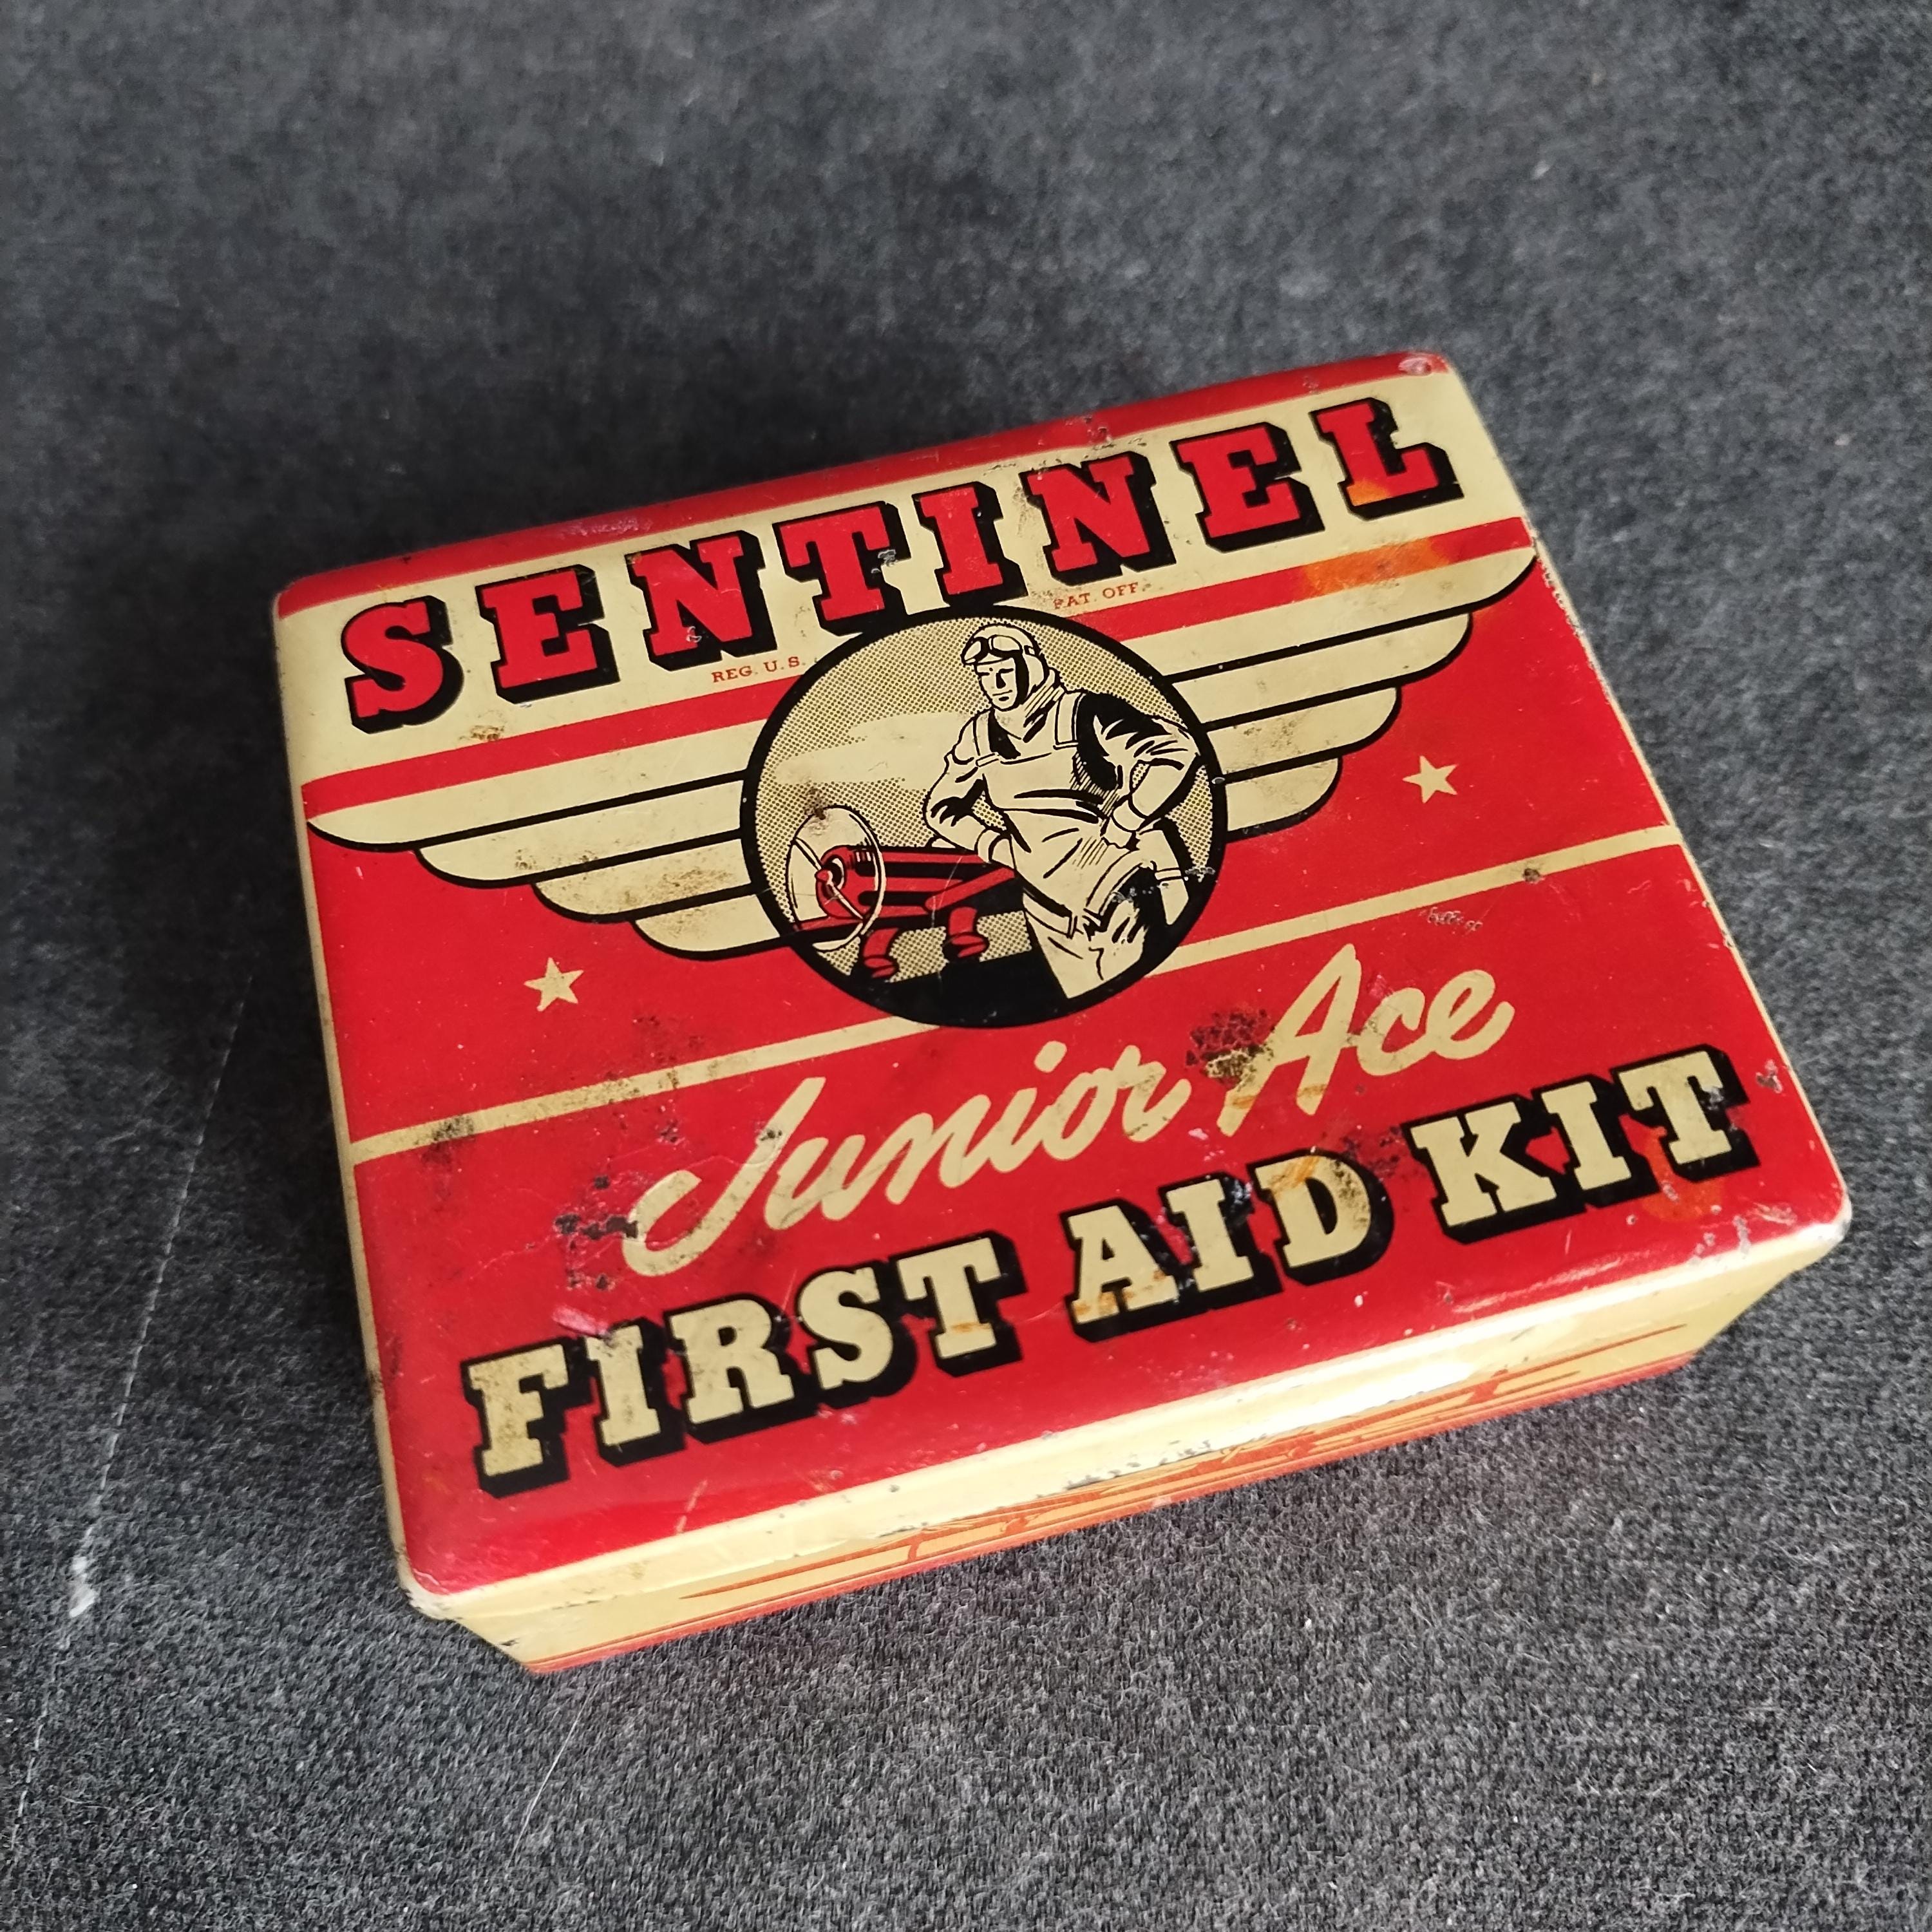 SENTINEL
REG. U.S. PAT. OFF.
Junior Ace
FIRST AID KIT